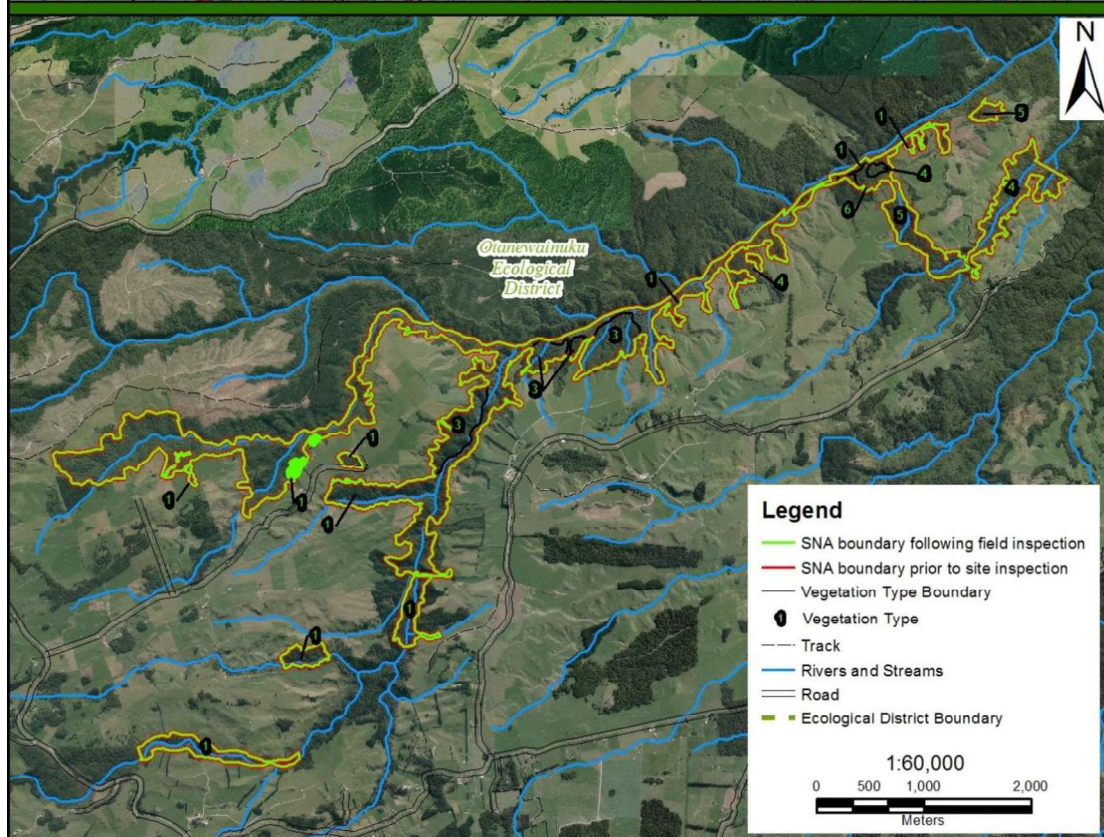 N
1
5
1
4
4
6
5
Otanewainuku
Ecological
District
1
4
3
3
3
1
1
1
1
1
1
1
Legend
SNA boundary following field inspection
SNA boundary prior to site inspection
Vegetation Type Boundary
1 Vegetation Type
Track
Rivers and Streams
Road
Ecological District Boundary
1:60,000
0 500 1,000 2,000
Meters